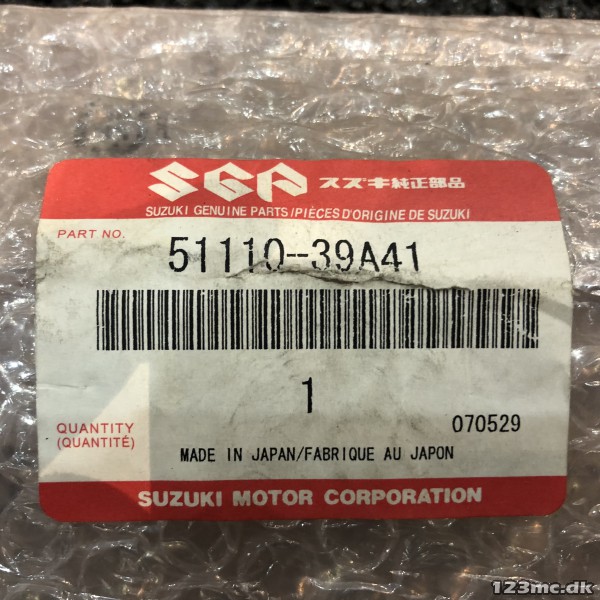 SGP スズキ純正部品
SUZUKI GENUINE PARTS/PIÈCES D'ORIGINE DE SUZUKI
PART NO. 51110--39A41
1
QUANTITY
(QUANTITÉ)
070529
MADE IN JAPAN/FABRIQUE AU JAPON
SUZUKI MOTOR CORPORATION
123mc.dk